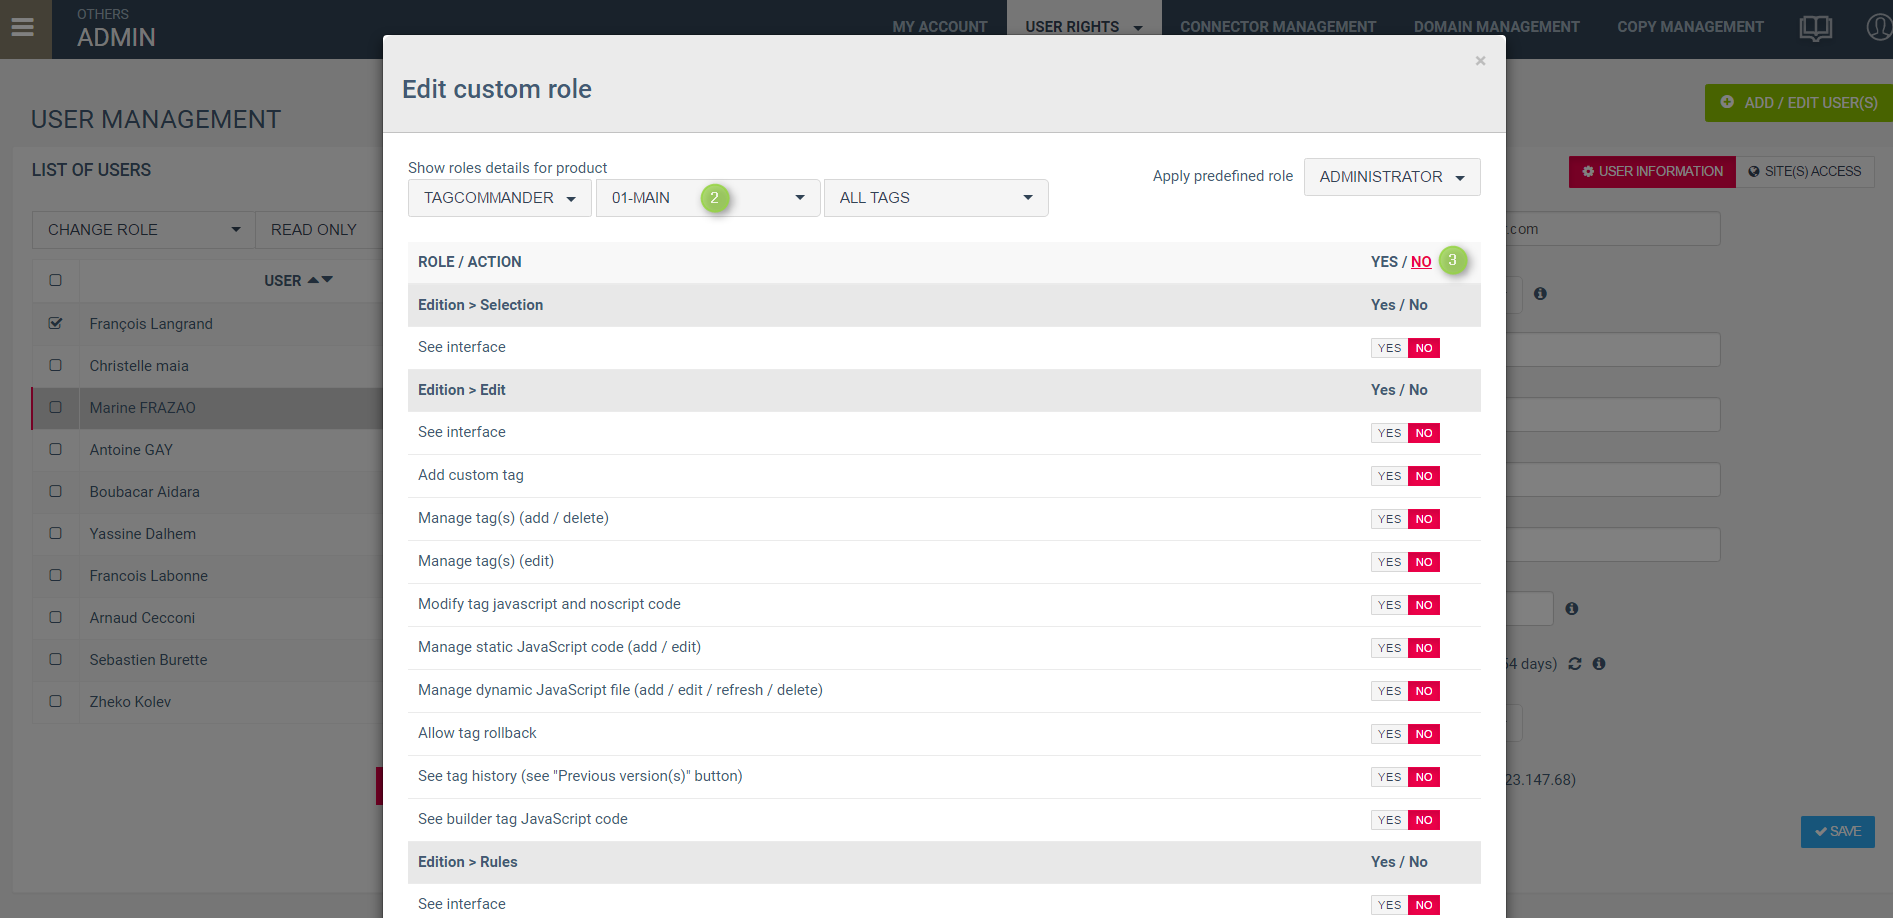 OTHERS
ADMIN
MY ACCOUNT
USER RIGHTS
CONNECTOR MANAGEMENT
DOMAIN MANAGEMENT
COPY MANAGEMENT
USER MANAGEMENT
ADD / EDIT USER(S)
LIST OF USERS
USER INFORMATION
SITE(S) ACCESS
CHANGE ROLE
READ ONLY
USER
François Langrand
Christelle maia
Marine FRAZAO
Antoine GAY
Boubacar Aidara
Yassine Dalhem
Francois Labonne
Arnaud Cecconi
Sebastien Burette
Zheko Kolev
Edit custom role
×
Show roles details for product
TAGCOMMANDER
01-MAIN
2
ALL TAGS
Apply predefined role
ADMINISTRATOR
ROLE / ACTION YES / NO 3
Edition > Selection Yes / No
See interface YES NO
Edition > Edit Yes / No
See interface YES NO
Add custom tag YES NO
Manage tag(s) (add / delete) YES NO
Manage tag(s) (edit) YES NO
Modify tag javascript and noscript code YES NO
Manage static JavaScript code (add / edit) YES NO
Manage dynamic JavaScript file (add / edit / refresh / delete) YES NO
Allow tag rollback YES NO
See tag history (see "Previous version(s)" button) YES NO
See builder tag JavaScript code YES NO
Edition > Rules Yes / No
See interface YES NO
.com
54 days)
23.147.68)
SAVE